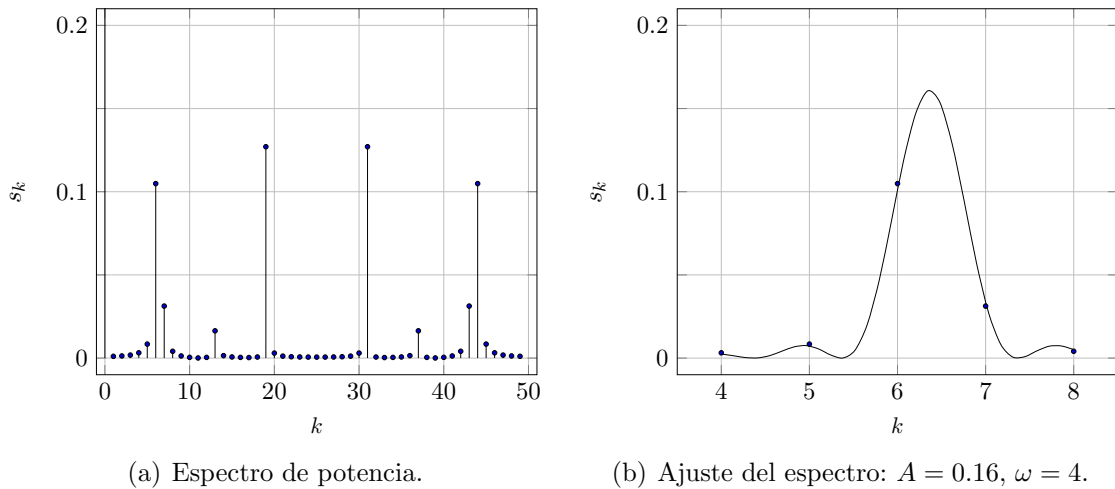 0.2
0.1
0
s_k
0 10 20 30 40 50
k
(a) Espectro de potencia.
0.2
0.1
0
s_k
4 5 6 7 8
k
(b) Ajuste del espectro: A = 0.16, ω = 4.